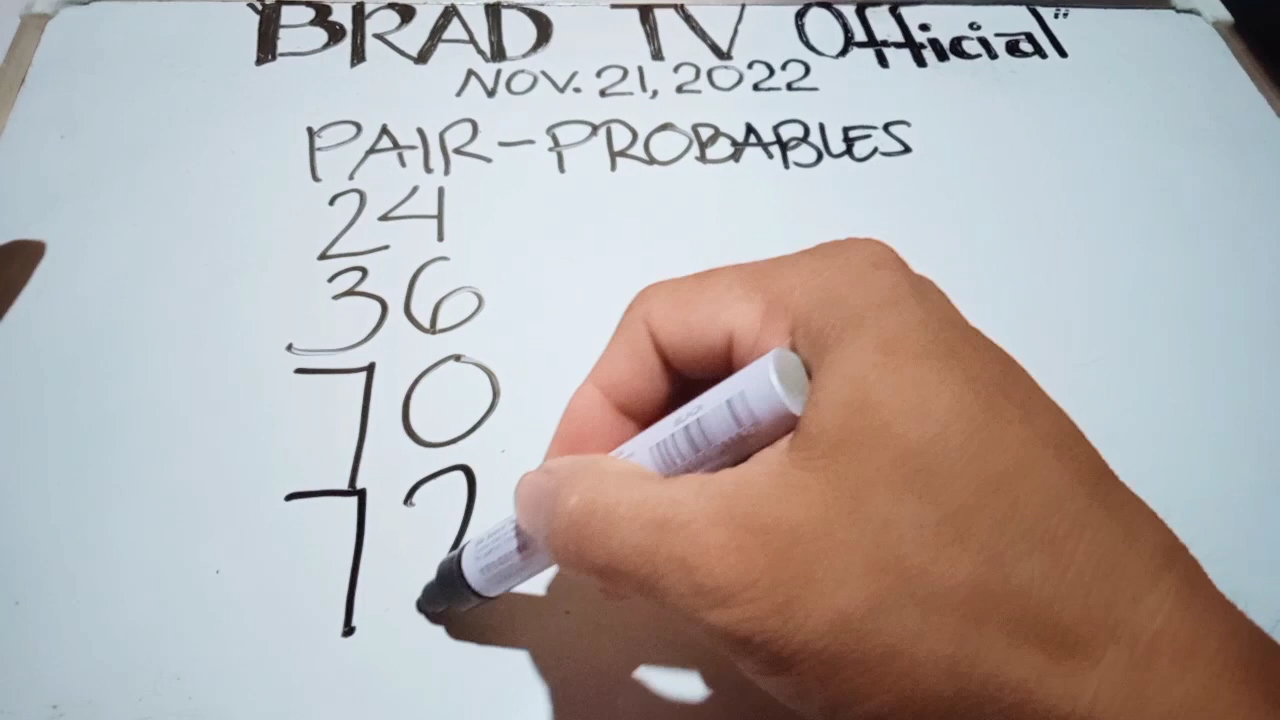 "BRAD TV Official"
NOV. 21, 2022
PAIR-PROBABLES
24
36
70
72